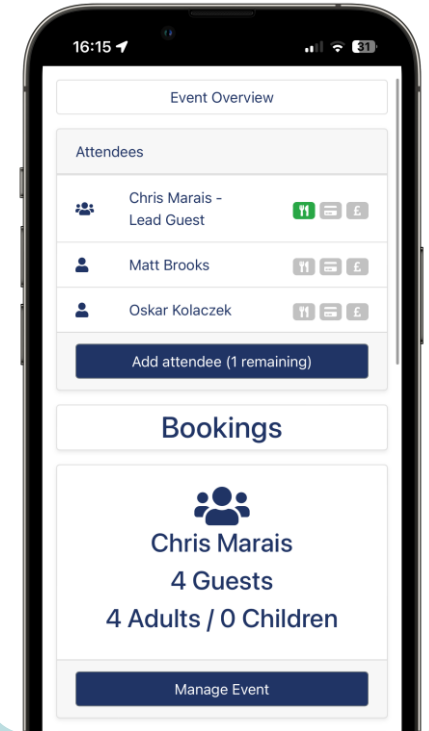 16:15
31
Event Overview
Attendees
Chris Marais -
Lead Guest
£
Matt Brooks
£
Oskar Kolaczek
£
Add attendee (1 remaining)
Bookings
Chris Marais
4 Guests
4 Adults / 0 Children
Manage Event